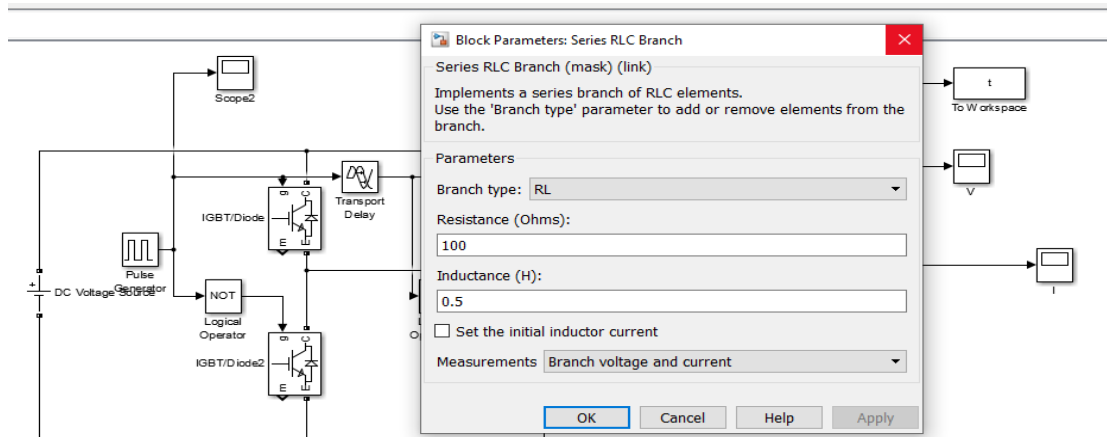 Block Parameters: Series RLC Branch
Series RLC Branch (mask) (link)
Implements a series branch of RLC elements.
Use the 'Branch type' parameter to add or remove elements from the
branch.
Parameters
Branch type: RL
Resistance (Ohms):
100
Inductance (H):
0.5
Set the initial inductor current
Measurements Branch voltage and current
OK Cancel Help Apply
Scope2
g C
IGBT/Diode
m E
Transport
Delay
Pulse
Generator
+
DC Voltage Source
NOT
Logical
Operator
g C
IGBT/Diode2
m E
t
To Workspace
V
I